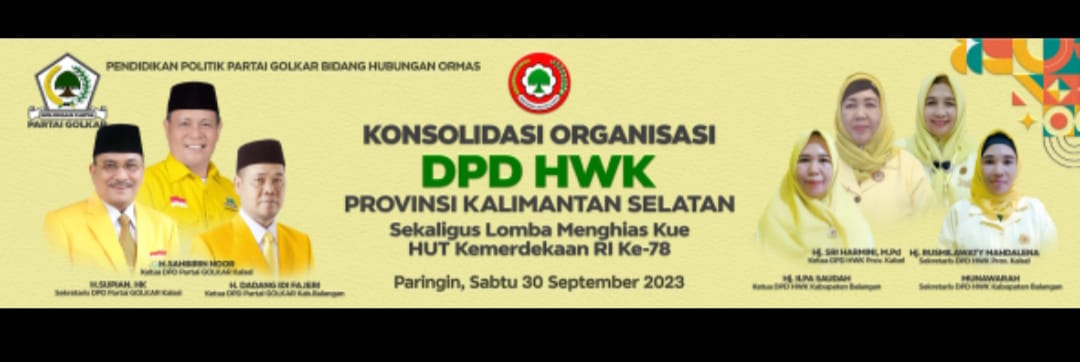 PENDIDIKAN POLITIK PARTAI GOLKAR BIDANG HUBUNGAN ORMAS
PARTAI GOLKAR
KONSOLIDASI ORGANISASI
DPD HWK
PROVINSI KALIMANTAN SELATAN
Sekaligus Lomba Menghias Kue
HUT Kemerdekaan RI Ke-78
Paringin, Sabtu 30 September 2023
H.SAHBIRIN NOOR
Ketua DPD Partai GOLKAR Kalsel
H.SUPIAN, HK
Sekretaris DPD Partai GOLKAR Kalsel
H. DADANG IDI FAJERI
Ketua DPD Partai GOLKAR Kab.Balangan
Hj. SRI HARMINI, M.Pd
Ketua DPD HWK Prov. Kalsel
Hj. RUSMILAWATY MAHDALENA
Sekretaris DPD HWK Prov. Kalsel
Hj. ILPA SAUDAH
Ketua DPD HWK Kabupaten Balangan
MUNAWARAH
Sekretaris DPD HWK Kabupaten Balangan